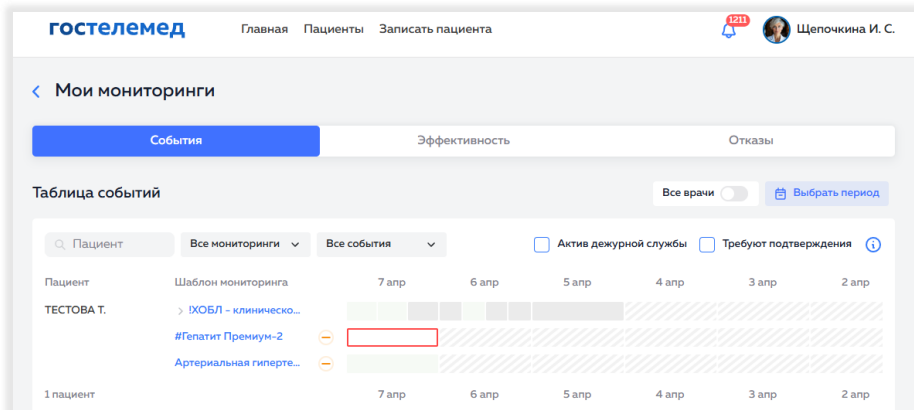 гостелемед Главная Пациенты Записать пациента 1211 Щепочкина И. С.
Мои мониторинги
События Эффективность Отказы
Таблица событий Все врачи Выбрать период
Пациент Все мониторинги Все события Актив дежурной службы Требуют подтверждения
Пациент Шаблон мониторинга 7 апр 6 апр 5 апр 4 апр 3 апр 2 апр
ТЕСТОВА Т. !ХОБЛ - клиническо...
#Гепатит Премиум-2
Артериальная гиперте...
1 пациент 7 апр 6 апр 5 апр 4 апр 3 апр 2 апр